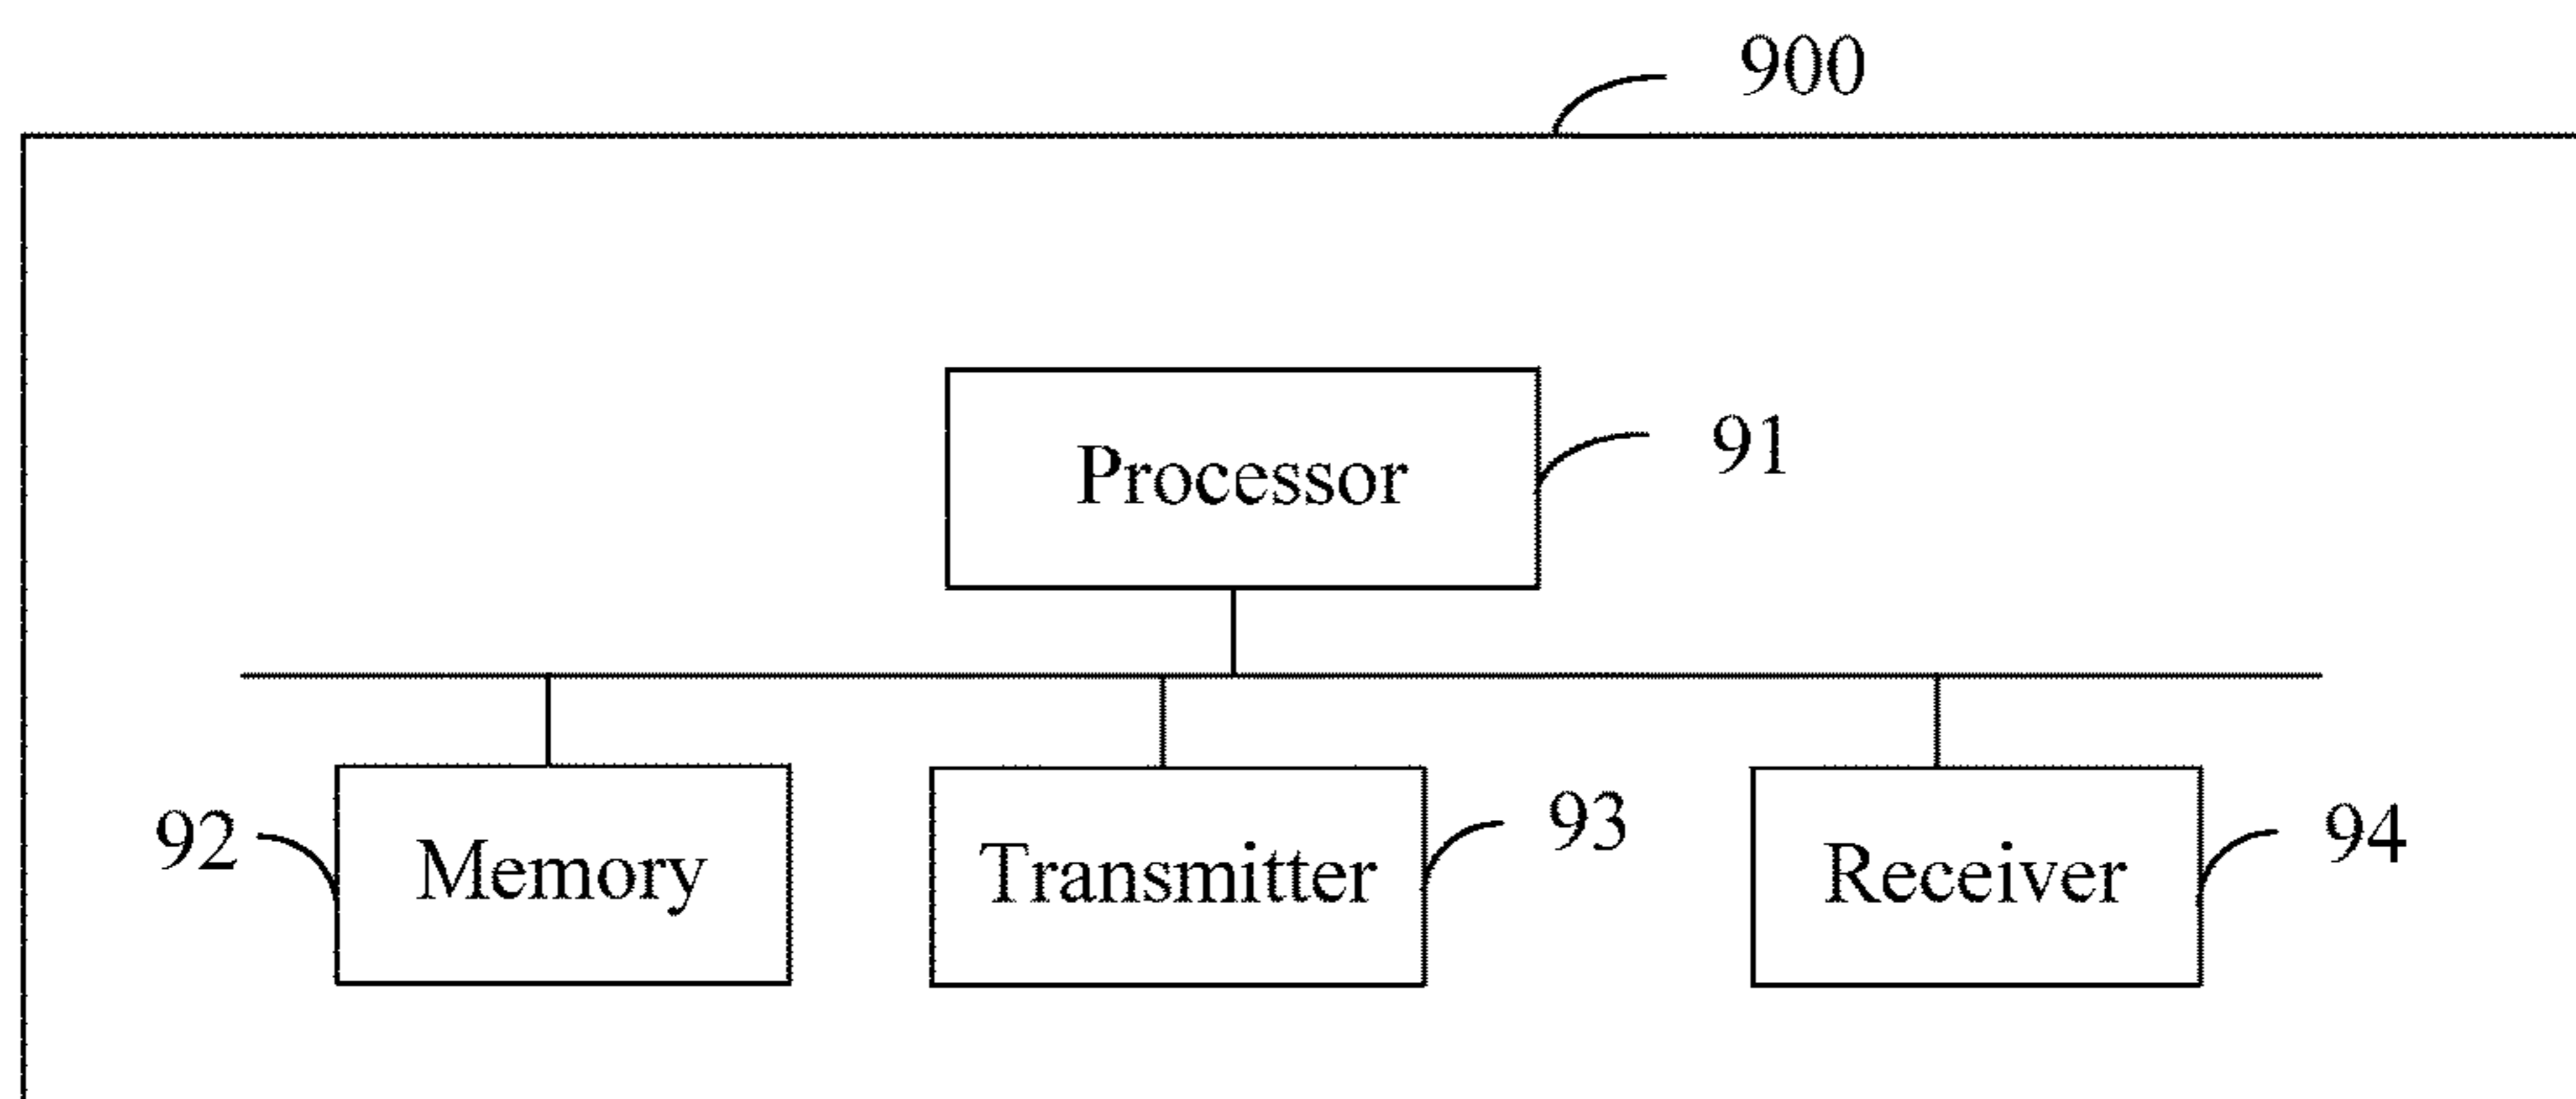 900
Processor
91
92
Memory
Transmitter
93
Receiver
94